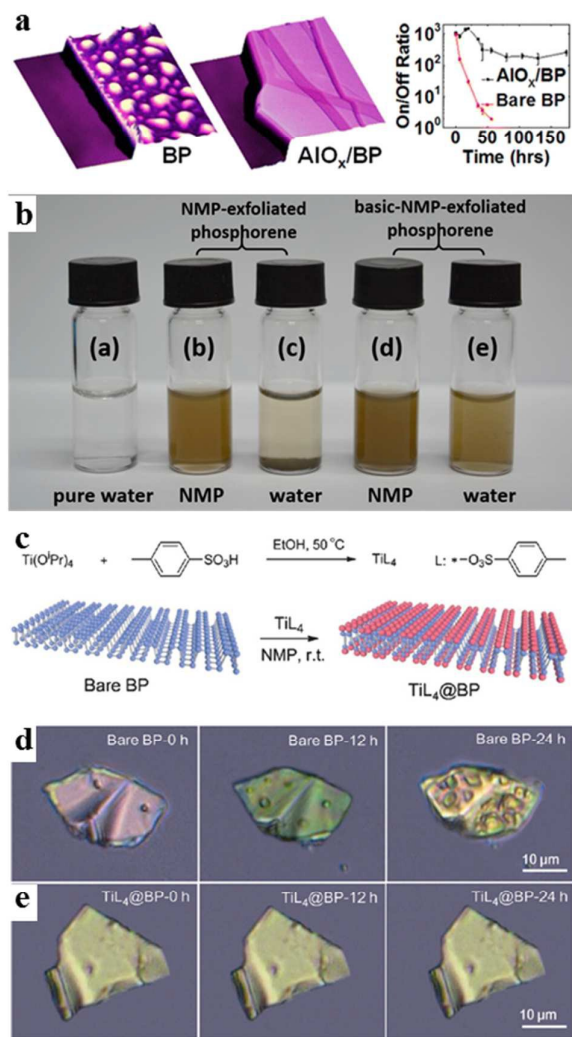 a
BP
AlOx/BP
On/Off Ratio
10³
10²
10¹
10⁰
AlOx/BP
Bare BP
0 50 100 150
Time (hrs)
b
NMP-exfoliated
phosphorene
basic-NMP-exfoliated
phosphorene
(a) (b) (c) (d) (e)
pure water NMP water NMP water
c
Ti(OⁱPr)₄ + SO₃H
EtOH, 50 °C
TiL₄ L: *−O₃S
Bare BP
TiL₄
NMP, r.t.
TiL₄@BP
d
Bare BP-0 h
Bare BP-12 h
Bare BP-24 h
10 μm
e
TiL₄@BP-0 h
TiL₄@BP-12 h
TiL₄@BP-24 h
10 μm